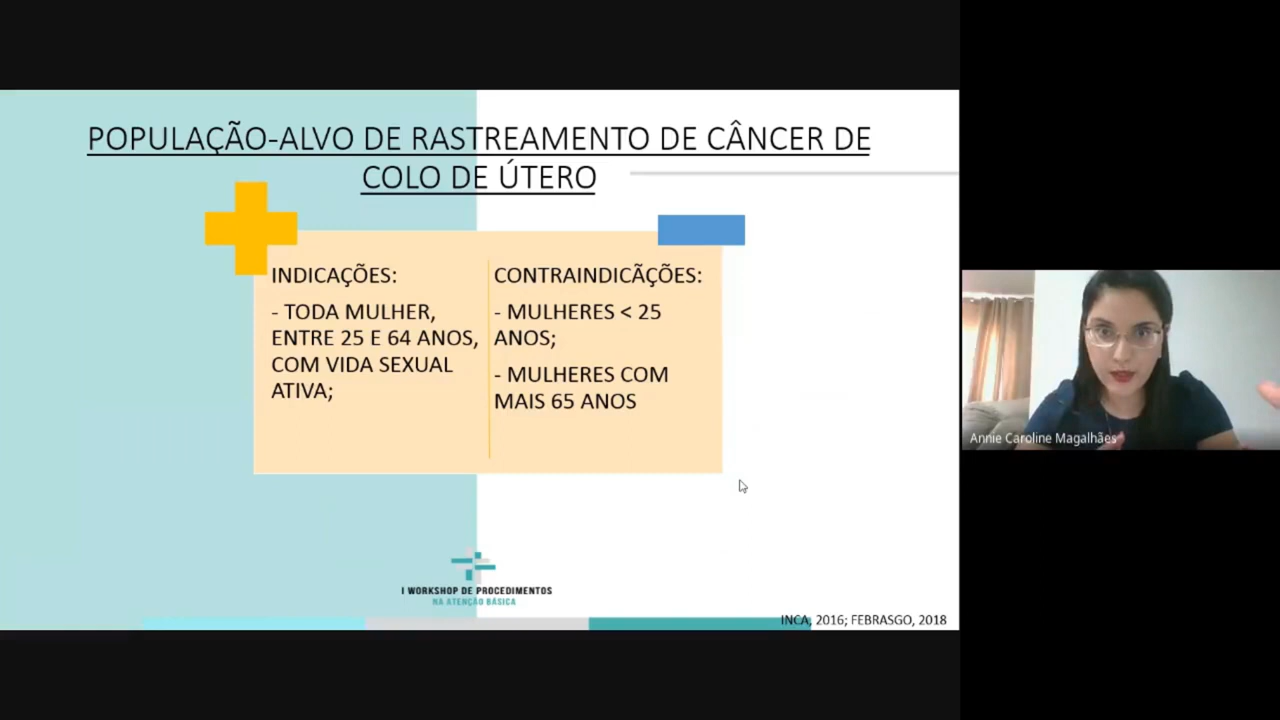 POPULAÇÃO-ALVO DE RASTREAMENTO DE CÂNCER DE
COLO DE ÚTERO
INDICAÇÕES:
- TODA MULHER,
ENTRE 25 E 64 ANOS,
COM VIDA SEXUAL
ATIVA;
CONTRAINDICÃÇÕES:
- MULHERES < 25
ANOS;
- MULHERES COM
MAIS 65 ANOS
I WORKSHOP DE PROCEDIMENTOS
NA ATENÇÃO BÁSICA
INCA, 2016; FEBRASGO, 2018
Annie Caroline Magalhães